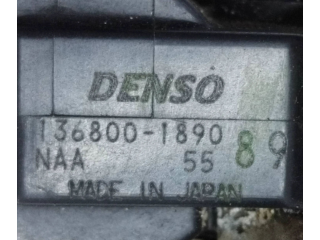 DENSO
136800-1890 89
NAA 55
MADE IN JAPAN